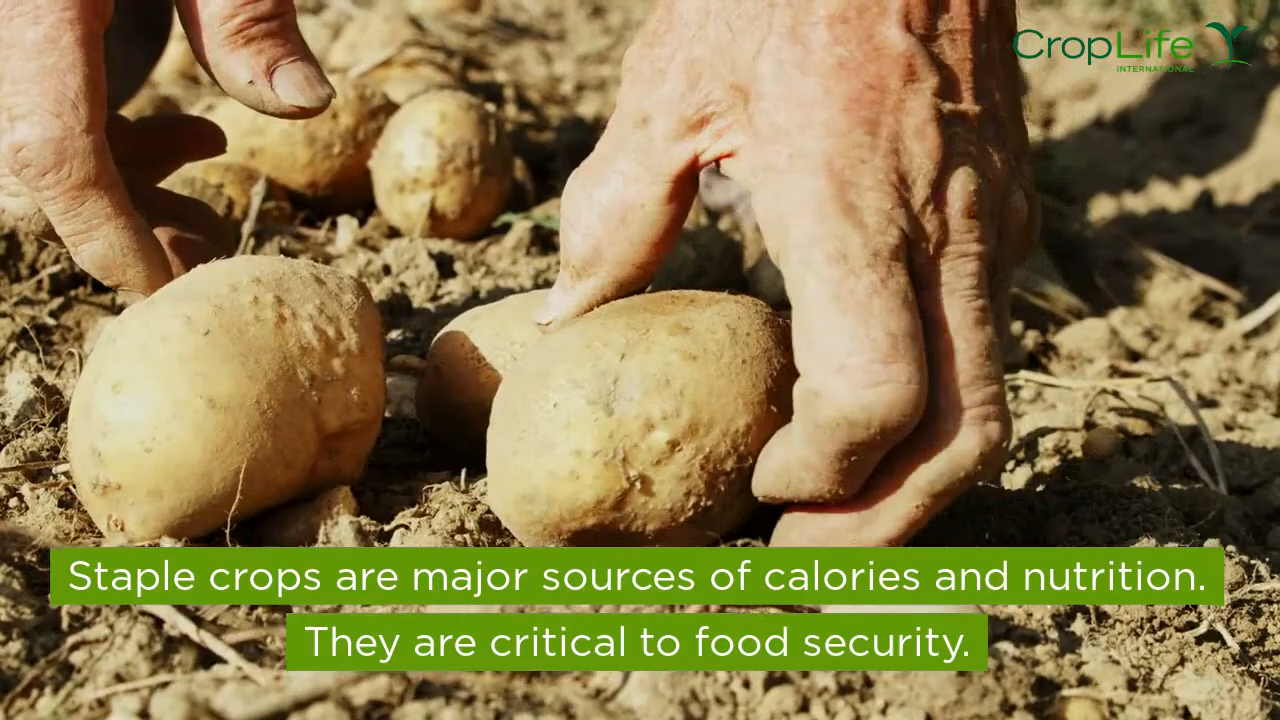 CropLife
INTERNATIONAL
Staple crops are major sources of calories and nutrition.
They are critical to food security.